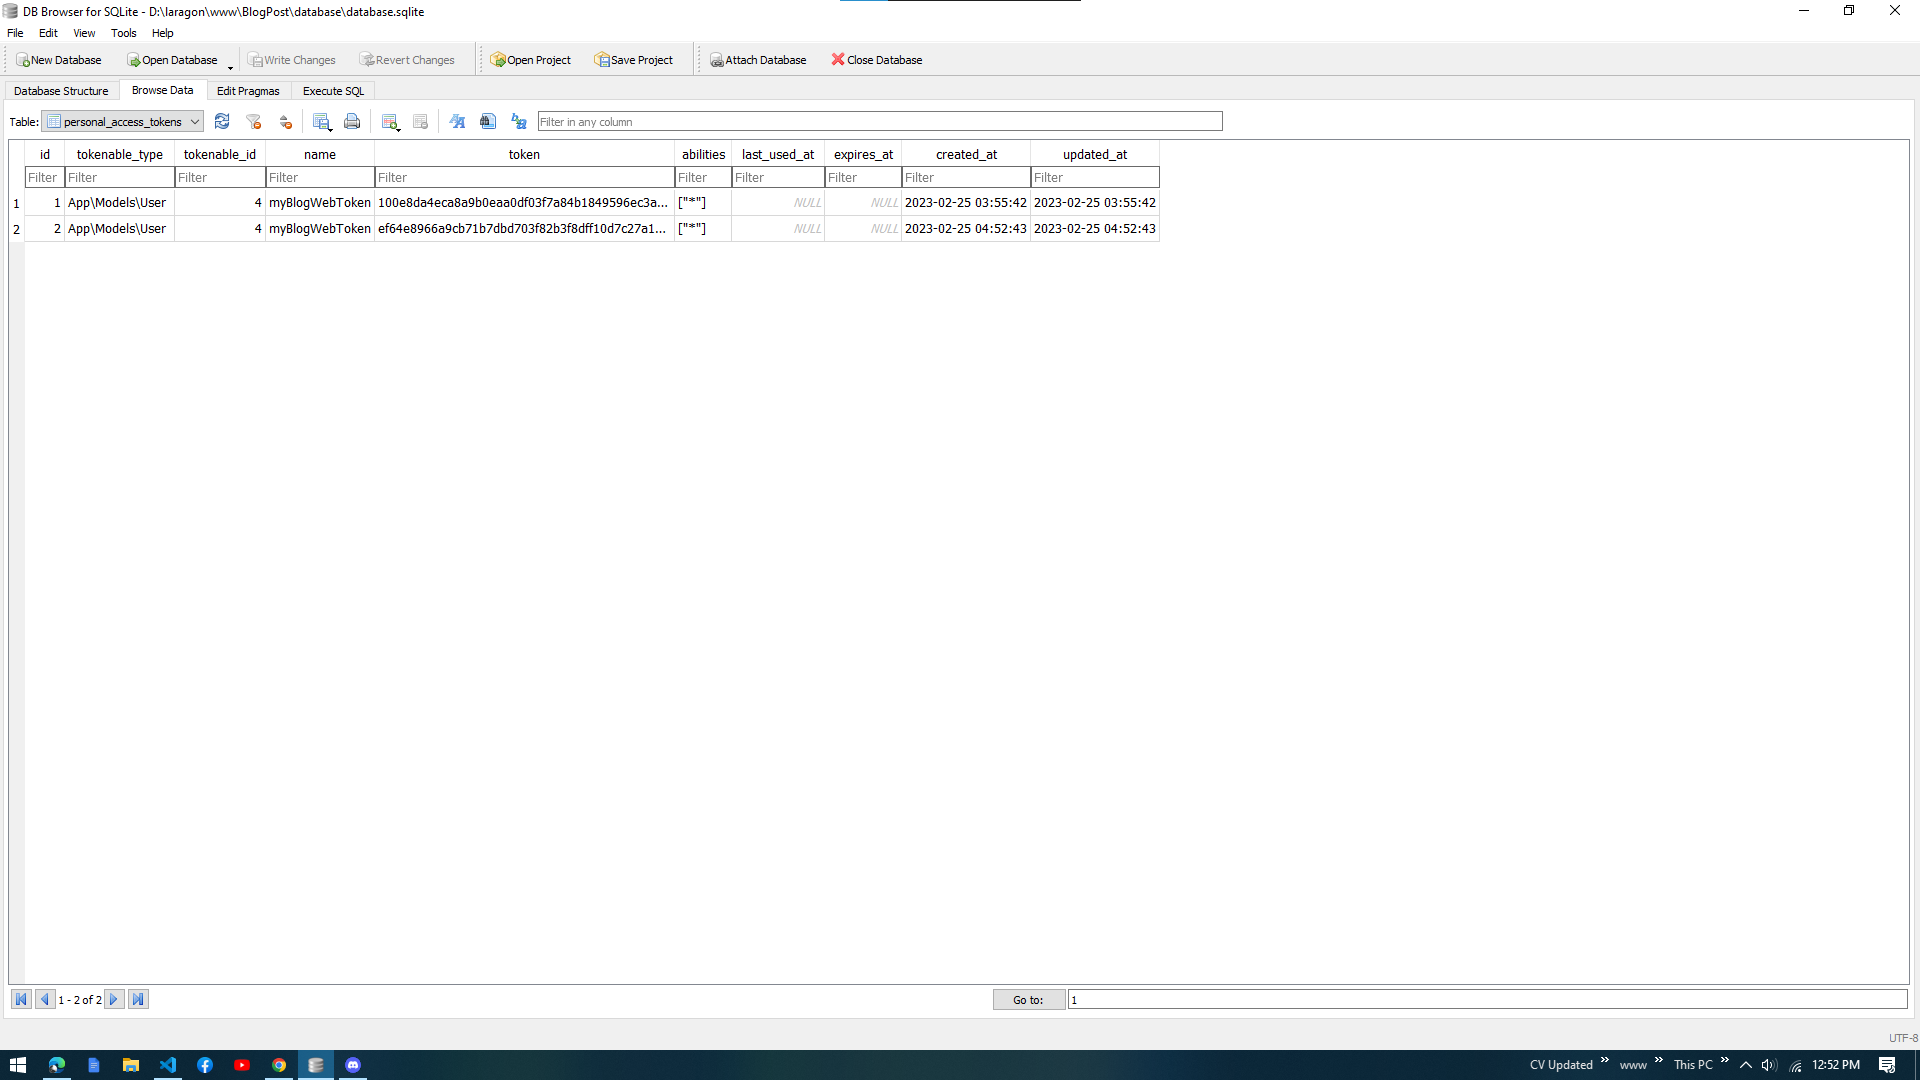 DB Browser for SQLite - D:\laragon\www\BlogPost\database\database.sqlite
File Edit View Tools Help
New Database Open Database Write Changes Revert Changes Open Project Save Project Attach Database Close Database
Database Structure Browse Data Edit Pragmas Execute SQL
Table: personal_access_tokens Filter in any column
id tokenable_type tokenable_id name token abilities last_used_at expires_at created_at updated_at
Filter Filter Filter Filter Filter Filter Filter Filter Filter Filter
1 1 App\Models\User 4 myBlogWebToken 100e8da4eca8a9b0eaa0df03f7a84b1849596ec3a... ["*"] NULL NULL 2023-02-25 03:55:42 2023-02-25 03:55:42
2 2 App\Models\User 4 myBlogWebToken ef64e8966a9cb71b7dbd703f82b3f8dff10d7c27a1... ["*"] NULL NULL 2023-02-25 04:52:43 2023-02-25 04:52:43
1 - 2 of 2 Go to: 1
UTF-8
CV Updated » www » This PC » 12:52 PM